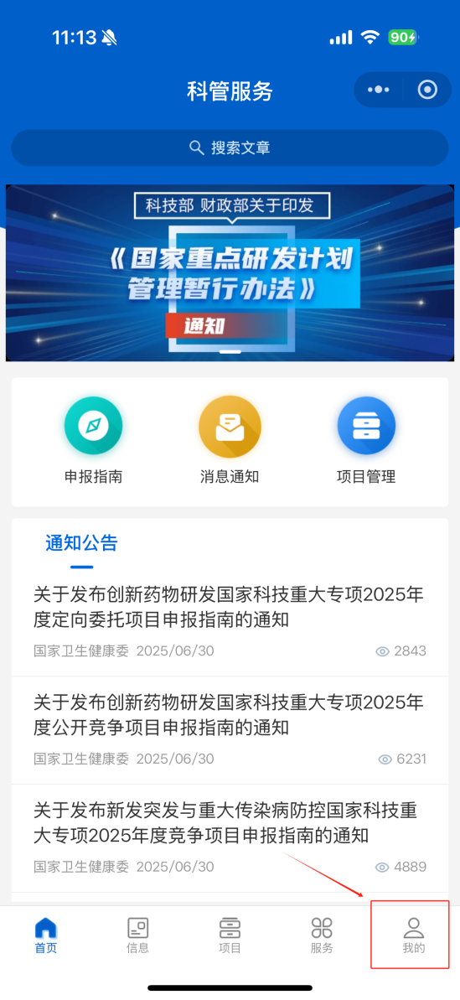 11:13
90
科管服务
搜索文章
科技部 财政部关于印发
《国家重点研发计划
管理暂行办法》
通知
申报指南
消息通知
项目管理
通知公告
关于发布创新药物研发国家科技重大专项2025年
度定向委托项目申报指南的通知
国家卫生健康委 2025/06/30
2843
关于发布创新药物研发国家科技重大专项2025年
度公开竞争项目申报指南的通知
国家卫生健康委 2025/06/30
6231
关于发布新发突发与重大传染病防控国家科技重
大专项2025年度竞争项目申报指南的通知
国家卫生健康委 2025/06/30
4889
首页
信息
项目
服务
我的